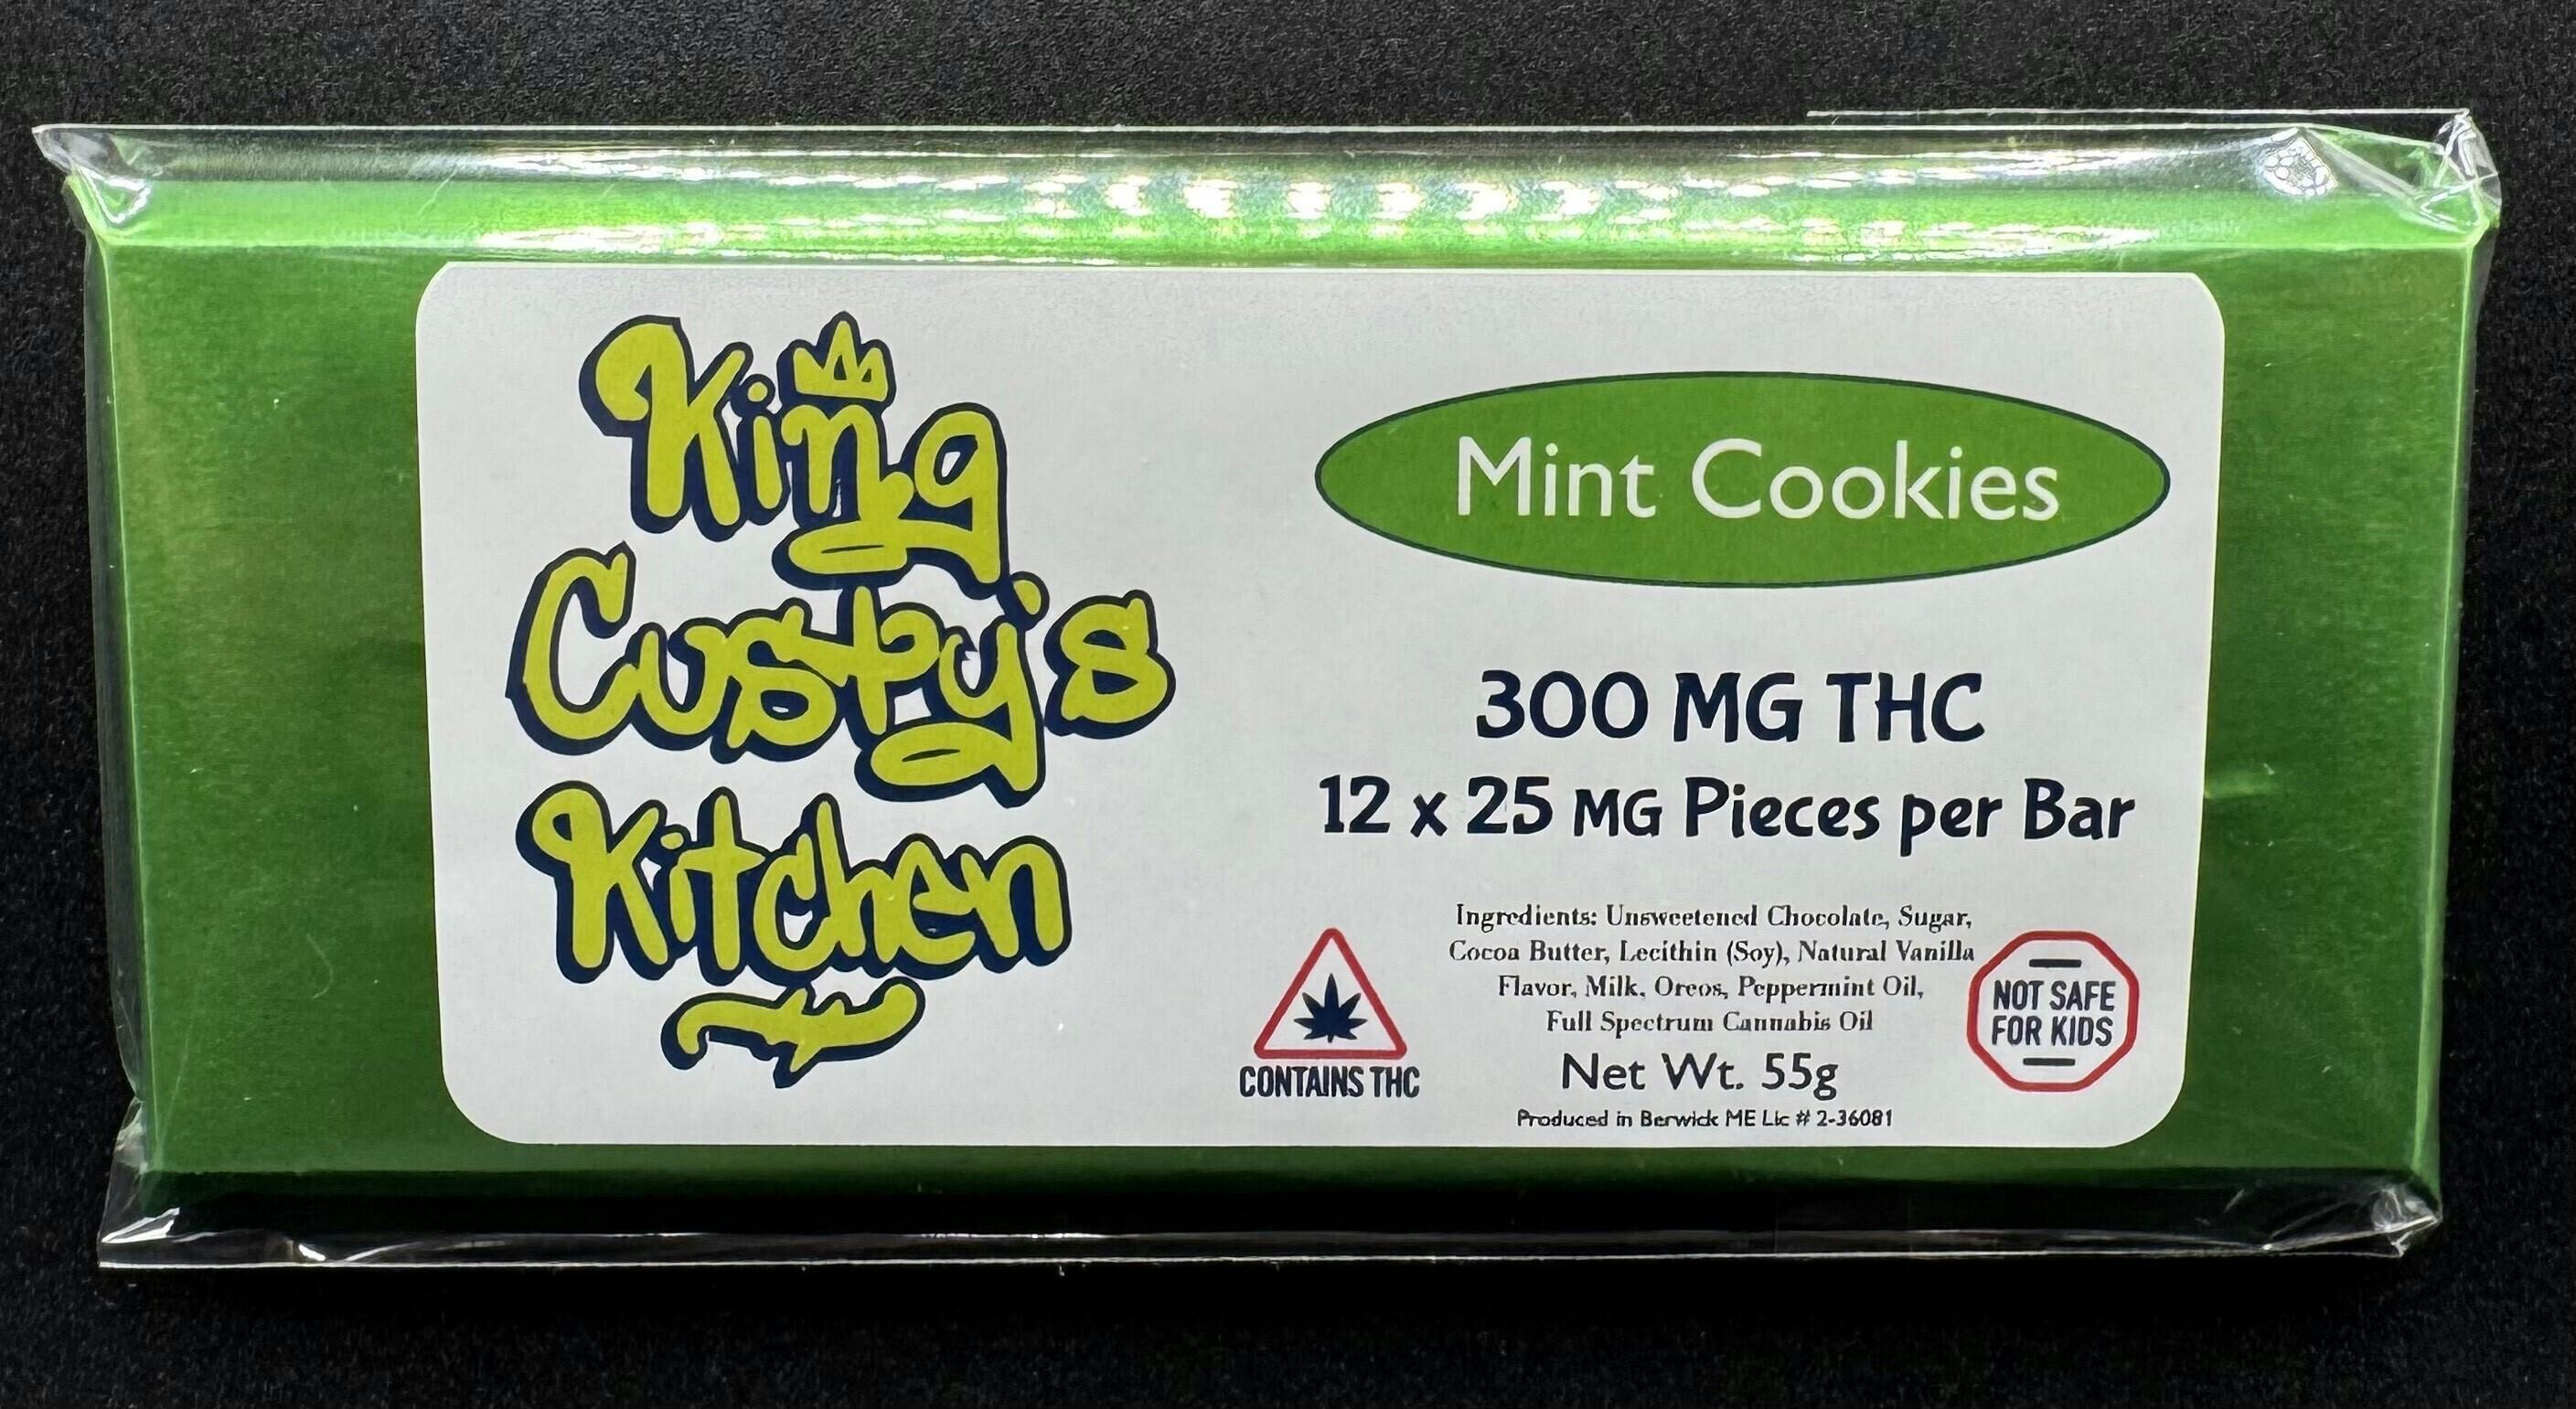 King
Custy's
Kitchen
Mint Cookies
300 MG THC
12 x 25 MG Pieces per Bar
Ingredients: Unsweetened Chocolate, Sugar,
Cocoa Butter, Lecithin (Soy), Natural Vanilla
Flavor, Milk, Oreos, Peppermint Oil,
Full Spectrum Cannabis Oil
Net Wt. 55g
Produced in Berwick ME Lic # 2-36081
CONTAINS THC
NOT SAFE
FOR KIDS